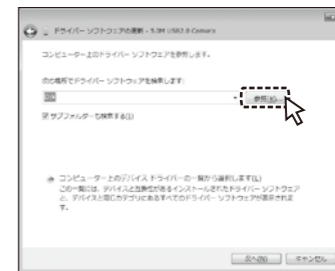 ドライバー ソフトウェアの更新 - 5.0M USB2.0 Camera
コンピューター上のドライバー ソフトウェアを参照します。
次の場所でドライバー ソフトウェアを検索します:
参照(R)...
サブフォルダーも検索する(I)
コンピューター上のデバイス ドライバーの一覧から選択します(L)
この一覧には、デバイスと互換性があるインストールされたドライバー ソフトウェア
と、デバイスと同じカテゴリにあるすべてのドライバー ソフトウェアが表示されま
す。
次へ(N)
キャンセル